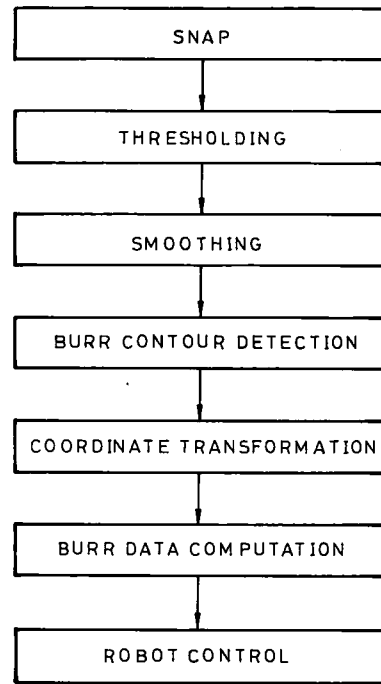 SNAP
THRESHOLDING
SMOOTHING
BURR CONTOUR DETECTION
COORDINATE TRANSFORMATION
BURR DATA COMPUTATION
ROBOT CONTROL